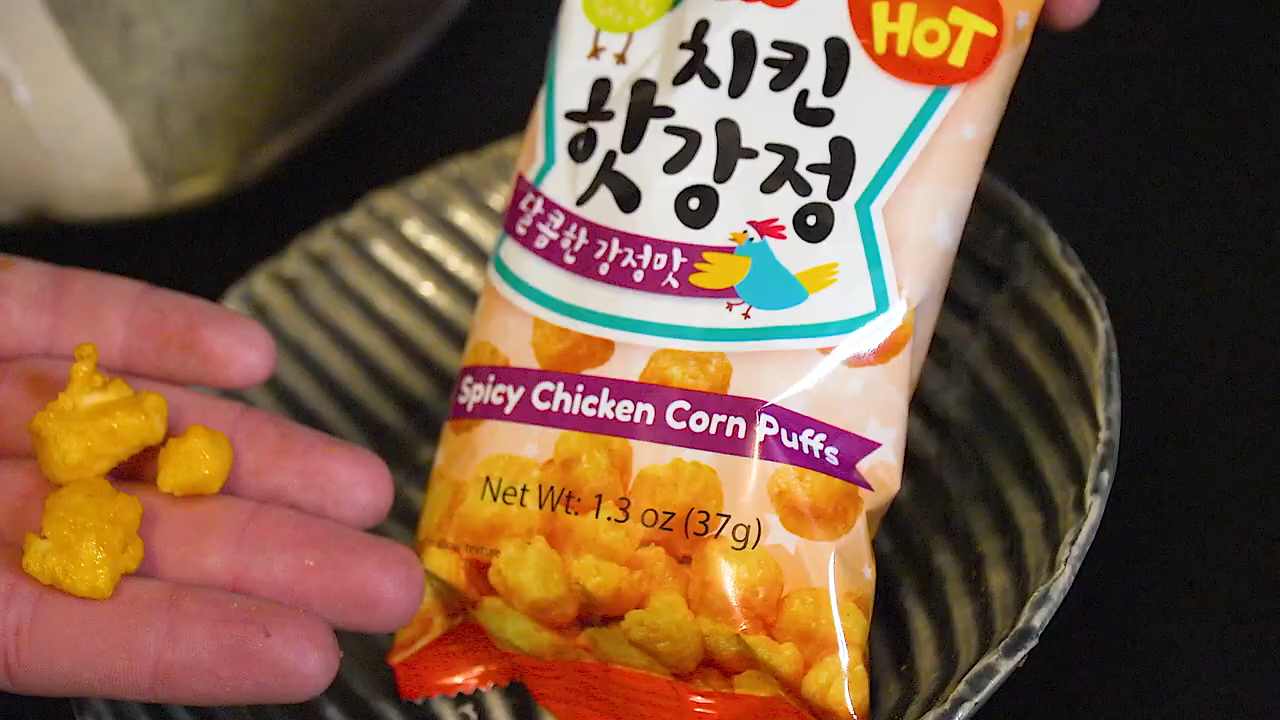 HOT
치킨
핫강정
달콤한 강정맛
Spicy Chicken Corn Puffs
Net Wt: 1.3 oz (37g)
texture